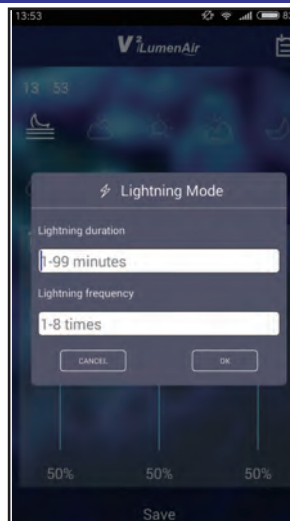 13:53
V² iLumenAir
13 53
Lightning Mode
Lightning duration
1-99 minutes
Lightning frequency
1-8 times
CANCEL OK
50% 50% 50%
Save